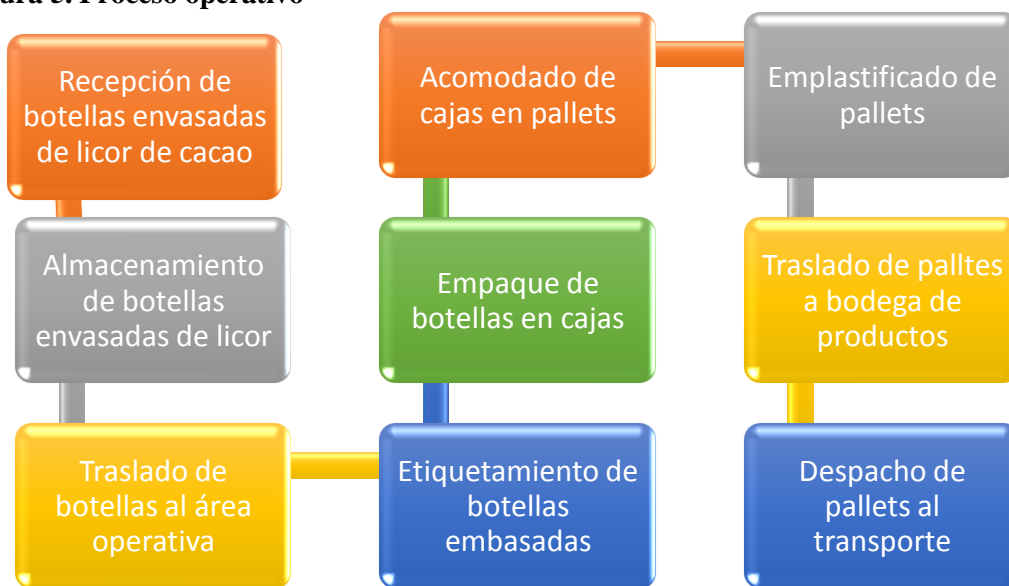 Proceso operativo
Recepción de
botellas envasadas
de licor de cacao
Almacenamiento
de botellas
envasadas de licor
Traslado de
botellas al área
operativa
Etiquetamiento de
botellas
embasadas
Empaque de
botellas en cajas
Acomodado de
cajas en pallets
Emplastificado de
pallets
Traslado de palltes
a bodega de
productos
Despacho de
pallets al
transporte